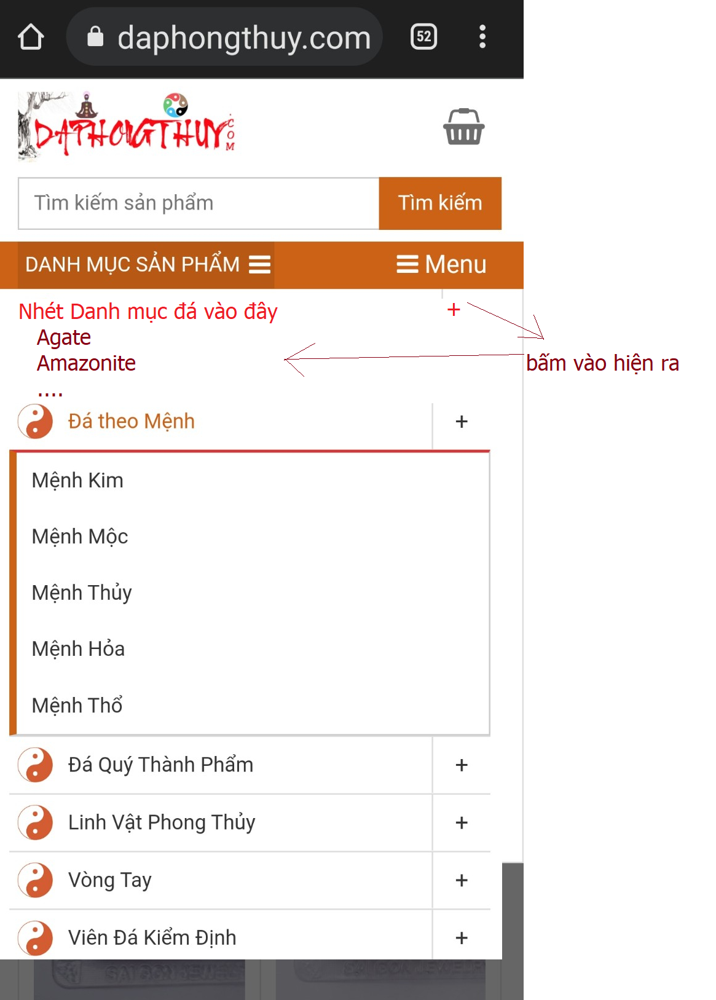 daphongthuy.com
52
DAPHONGTHUY.COM
Tìm kiếm sản phẩm
Tìm kiếm
DANH MỤC SẢN PHẨM
Menu
Nhét Danh mục đá vào đây
+
Agate
Amazonite
bấm vào hiện ra
....
Đá theo Mệnh
+
Mệnh Kim
Mệnh Mộc
Mệnh Thủy
Mệnh Hỏa
Mệnh Thổ
Đá Quý Thành Phẩm
+
Linh Vật Phong Thủy
+
Vòng Tay
+
Viên Đá Kiểm Định
+